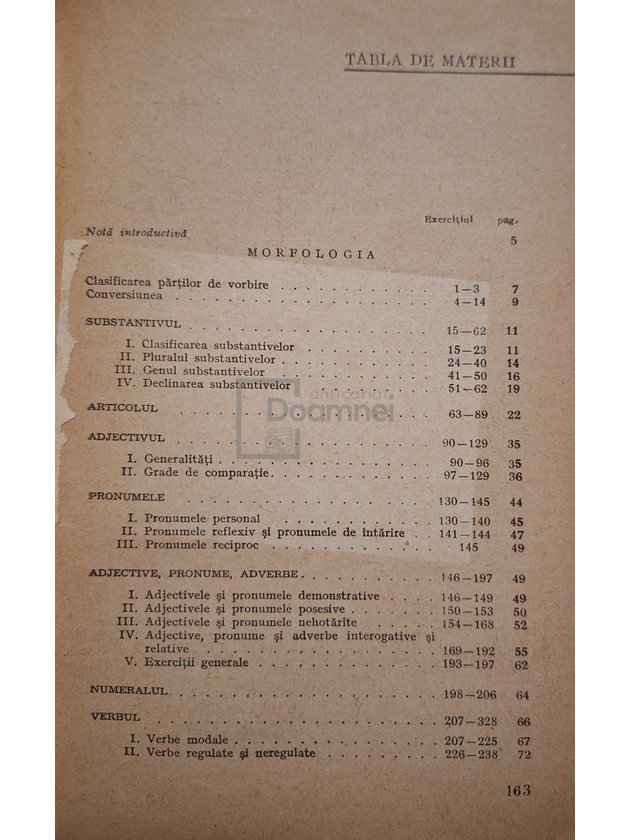 TABLA DE MATERII
Exercițiul pag.
Notă introductivă 5
MORFOLOGIA
Clasificarea părților de vorbire . . . . . . . . . . . 1—3 7
Conversiunea . . . . . . . . . . . . . . . . . . 4—14 9
SUBSTANTIVUL . . . . . . . . . . . . . . . . . 15—62 11
I. Clasificarea substantivelor . . . . . . . . . 15—23 11
II. Pluralul substantivelor . . . . . . . . . . 24—40 14
III. Genul substantivelor . . . . . . . . . . . 41—50 16
IV. Declinarea substantivelor . . . . . . . . . 51—62 19
anticariat
Doamnei
ARTICOLUL . . . . . . . . . . . . . . . . . . 63—89 22
ADJECTIVUL . . . . . . . . . . . . . . . . . 90—129 35
I. Generalități . . . . . . . . . . . . . . . 90—96 35
II. Grade de comparație . . . . . . . . . . . 97—129 36
PRONUMELE . . . . . . . . . . . . . . . . . 130—145 44
I. Pronumele personal . . . . . . . . . . . 130—140 45
II. Pronumele reflexiv și pronumele de întărire . . 141—144 47
III. Pronumele reciproc . . . . . . . . . . . 145 49
ADJECTIVE, PRONUME, ADVERBE . . . . . . . . . 146—197 49
I. Adjectivele și pronumele demonstrative . . . . 146—149 49
II. Adjectivele și pronumele posesive . . . . . . 150—153 50
III. Adjectivele și pronumele nehotărîte . . . . . 154—168 52
IV. Adjective, pronume și adverbe interogative și
relative . . . . . . . . . . . . . . . . . 169—192 55
V. Exerciții generale . . . . . . . . . . . . 193—197 62
NUMERALUL . . . . . . . . . . . . . . . . . 198—206 64
VERBUL . . . . . . . . . . . . . . . . . . . 207—328 66
I. Verbe modale . . . . . . . . . . . . . . 207—225 67
II. Verbe regulate și neregulate . . . . . . . . 226—238 72
163